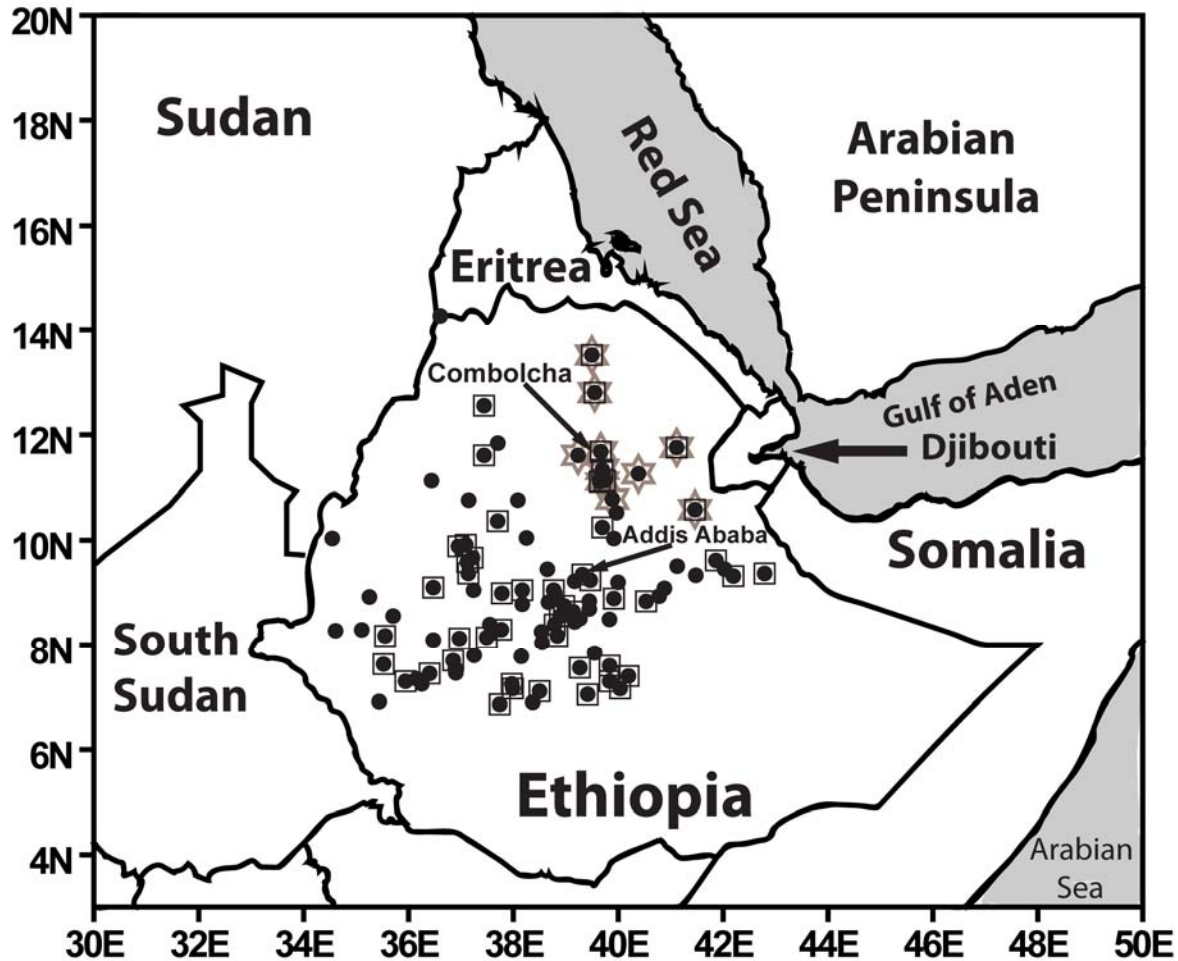 20N
18N
16N
14N
12N
10N
8N
6N
4N
Sudan
Red Sea
Arabian
Peninsula
Eritrea
Combolcha
Gulf of Aden
Djibouti
Addis Ababa
Somalia
South
Sudan
Ethiopia
Arabian
Sea
30E 32E 34E 36E 38E 40E 42E 44E 46E 48E 50E